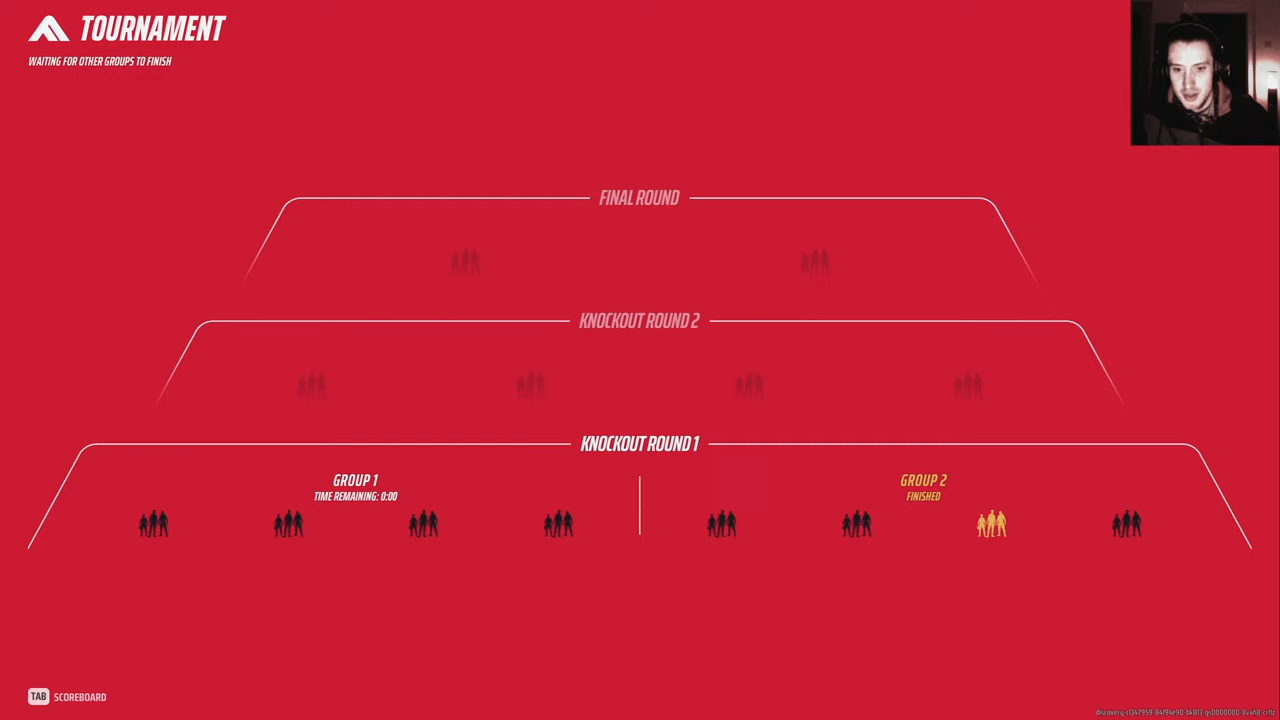 TOURNAMENT
WAITING FOR OTHER GROUPS TO FINISH
FINAL ROUND
KNOCKOUT ROUND 2
KNOCKOUT ROUND 1
GROUP 1
TIME REMAINING: 0:00
GROUP 2
FINISHED
TAB SCOREBOARD